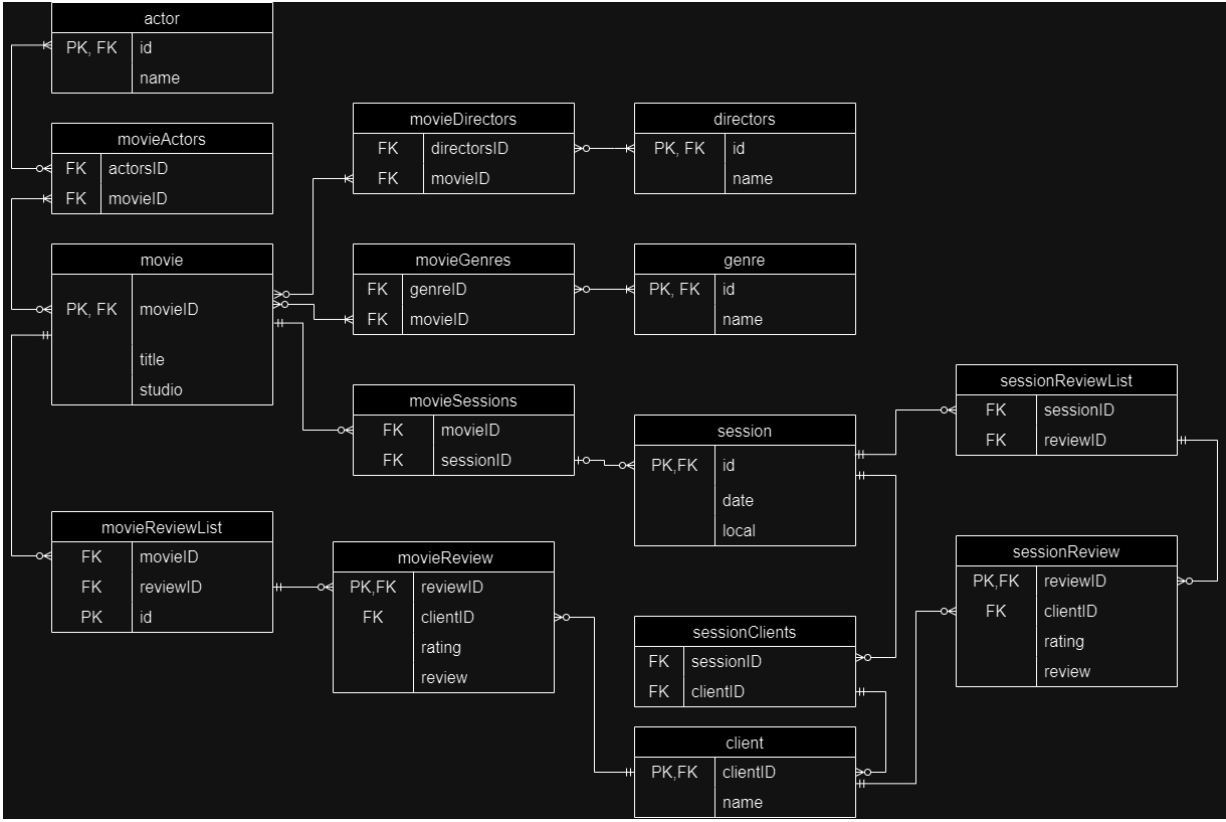 actor
PK, FK id
name
movieActors
FK actorsID
FK movieID
movie
PK, FK movieID
title
studio
movieDirectors
FK directorsID
FK movieID
directors
PK, FK id
name
movieGenres
FK genreID
FK movieID
genre
PK, FK id
name
movieSessions
FK movieID
FK sessionID
session
PK,FK id
date
local
sessionReviewList
FK sessionID
FK reviewID
movieReviewList
FK movieID
FK reviewID
PK id
movieReview
PK,FK reviewID
FK clientID
rating
review
sessionClients
FK sessionID
FK clientID
client
PK,FK clientID
name
sessionReview
PK,FK reviewID
FK clientID
rating
review